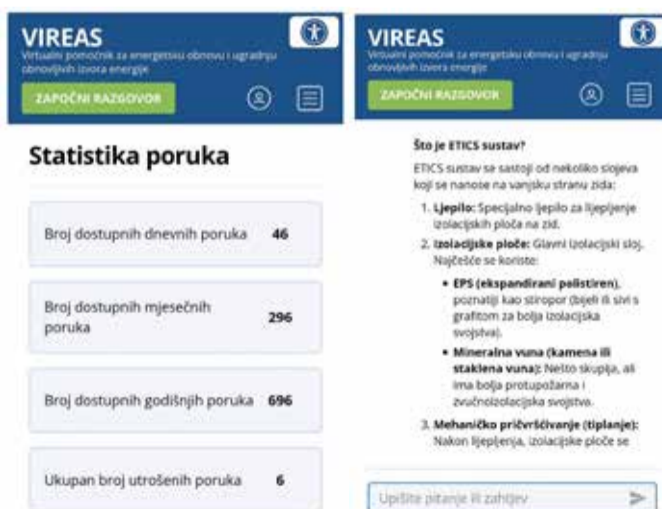 VIREAS
Virtualni pomoćnik za energetsku obnovu i ugradnju
obnovljivih izvora energije
ZAPOČNI RAZGOVOR
Statistika poruka
Broj dostupnih dnevnih poruka 46
Broj dostupnih mjesečnih
poruka 296
Broj dostupnih godišnjih poruka 696
Ukupan broj utrošenih poruka 6
VIREAS
Virtualni pomoćnik za energetsku obnovu i ugradnju
obnovljivih izvora energije
ZAPOČNI RAZGOVOR
Što je ETICS sustav?
ETICS sustav se sastoji od nekoliko slojeva
koji se nanose na vanjsku stranu zida:
1. Ljepilo: Specijalno ljepilo za lijepljenje
izolacijskih ploča na zid.
2. Izolacijske ploče: Glavni izolacijski sloj.
Najčešće se koriste:
• EPS (ekspandirani polistiren),
poznatiji kao stiropor (bijeli ili sivi s
grafitom za bolja izolacijska
svojstva).
• Mineralna vuna (kamena ili
staklena vuna): Nešto skuplja, ali
ima bolja protupožarna i
zvučnoizolacijska svojstva.
3. Mehaničko pričvršćivanje (tiplanje):
Nakon lijepljenja, izolacijske ploče se
Upišite pitanje ili zahtjev